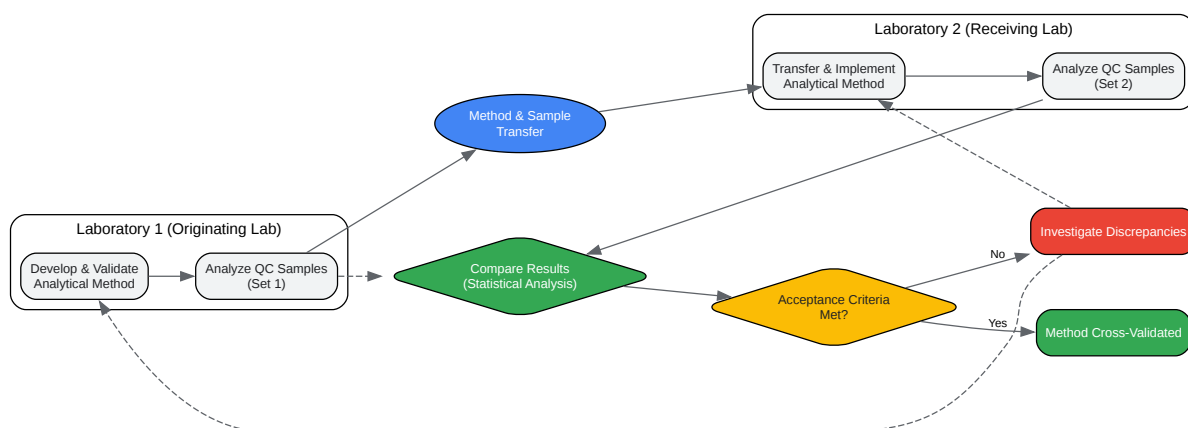 Laboratory 2 (Receiving Lab)
Transfer & Implement
Analytical Method
Analyze QC Samples
(Set 2)
Method & Sample
Transfer
Laboratory 1 (Originating Lab)
Develop & Validate
Analytical Method
Analyze QC Samples
(Set 1)
Compare Results
(Statistical Analysis)
Acceptance Criteria
Met?
No
Yes
Investigate Discrepancies
Method Cross-Validated